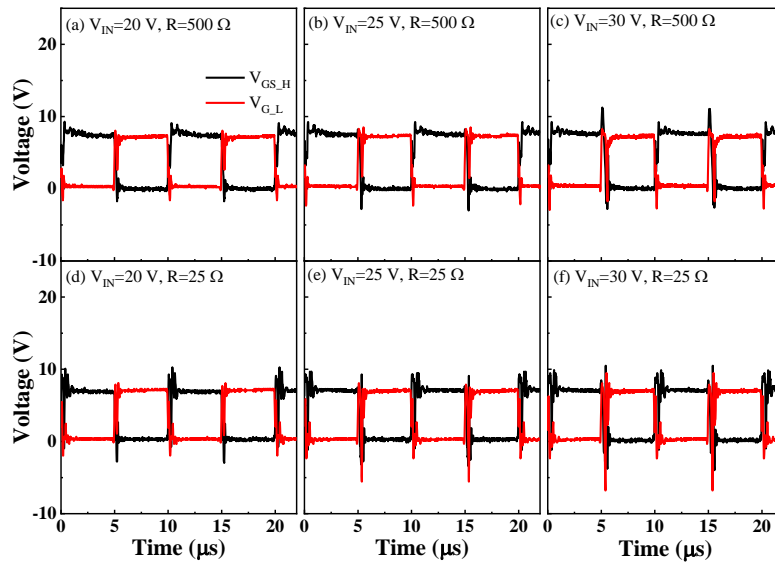 (a) V_IN=20 V, R=500 Ω
(b) V_IN=25 V, R=500 Ω
(c) V_IN=30 V, R=500 Ω
V_GS_H
V_G_L
20
10
0
-10
Voltage (V)
(d) V_IN=20 V, R=25 Ω
(e) V_IN=25 V, R=25 Ω
(f) V_IN=30 V, R=25 Ω
20
10
0
-10
Voltage (V)
0 5 10 15 20 0 5 10 15 20 0 5 10 15 20
Time (μs) Time (μs) Time (μs)